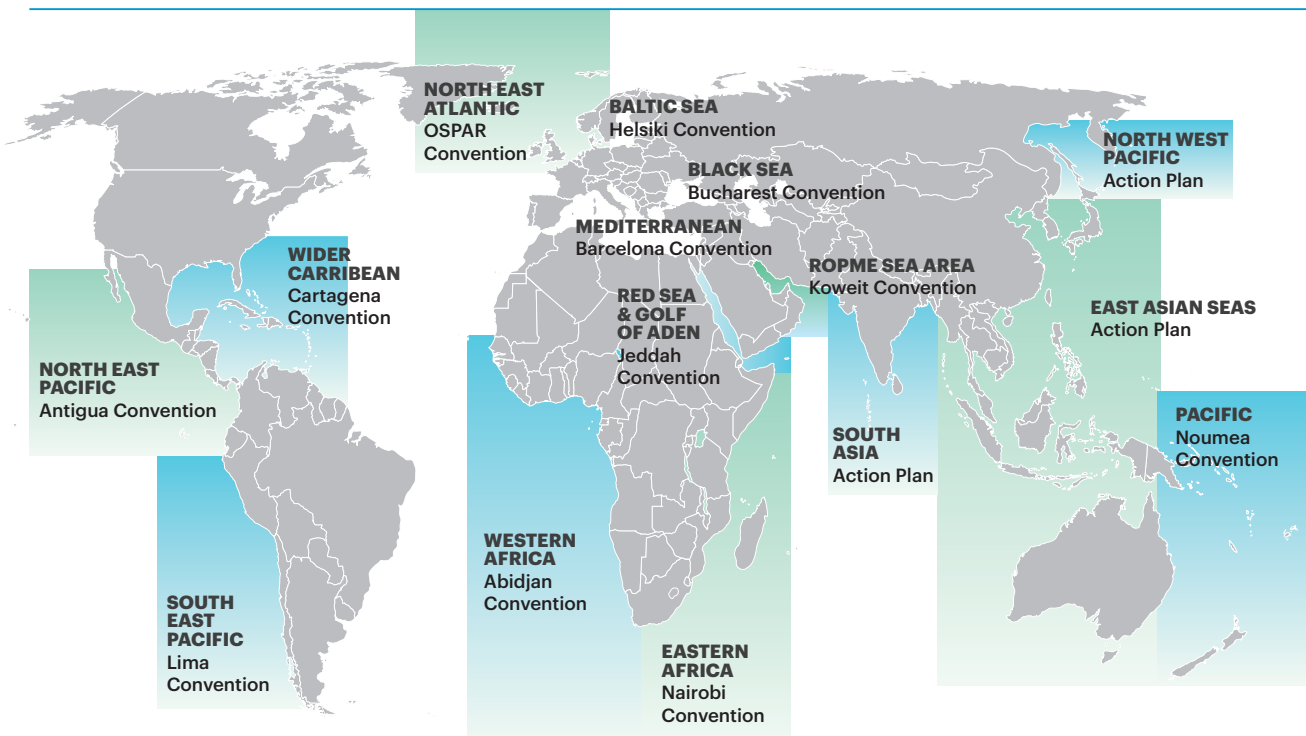 NORTH EAST
ATLANTIC
OSPAR
Convention
BALTIC SEA
Helsiki Convention
BLACK SEA
Bucharest Convention
NORTH WEST
PACIFIC
Action Plan
MEDITERRANEAN
Barcelona Convention
WIDER
CARRIBEAN
Cartagena
Convention
ROPME SEA AREA
Koweit Convention
RED SEA
& GOLF
OF ADEN
Jeddah
Convention
EAST ASIAN SEAS
Action Plan
NORTH EAST
PACIFIC
Antigua Convention
SOUTH
ASIA
Action Plan
PACIFIC
Noumea
Convention
WESTERN
AFRICA
Abidjan
Convention
SOUTH
EAST
PACIFIC
Lima
Convention
EASTERN
AFRICA
Nairobi
Convention